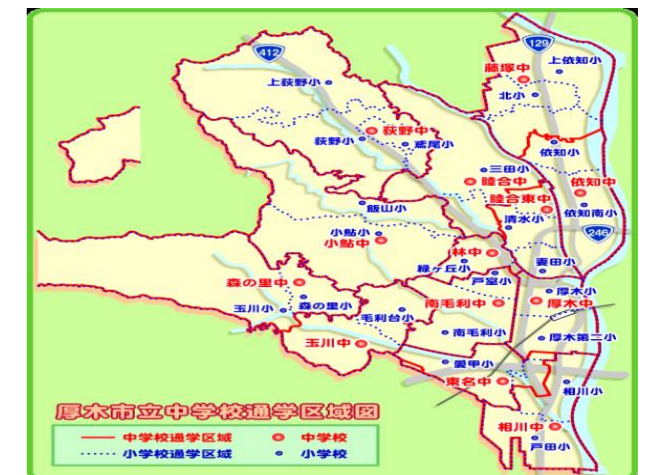 412
129
藤塚中
上依知小
上荻野小
北小
荻野中
荻野小
鳶尾小
依知小
三田小
睦合中
依知中
睦合東中
飯山小
清水小
依知南小
246
小鮎小
小鮎中
林中
緑ヶ丘小
妻田小
戸室小
森の里中
厚木小
玉川小
森の里小
南毛利中
厚木中
毛利台小
南毛利小
厚木第二小
玉川中
愛甲小
東名中
相川小
厚木市立中学校通学区域図
相川中
戸田小
中学校通学区域
中学校
小学校通学区域
小学校